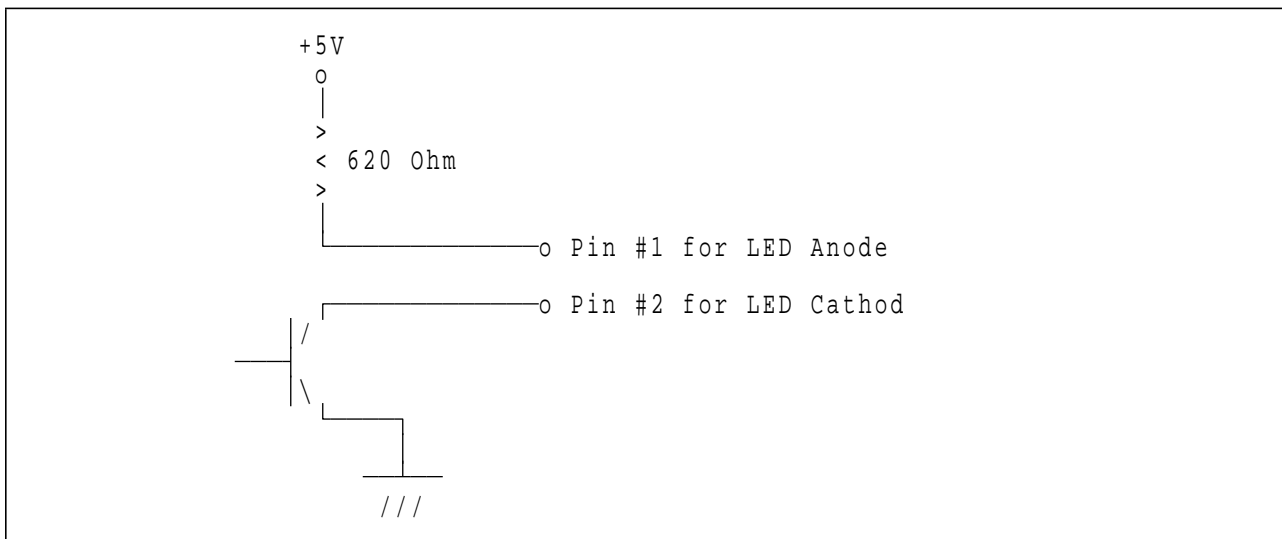 +5V
620 Ohm
Pin #1 for LED Anode
Pin #2 for LED Cathod